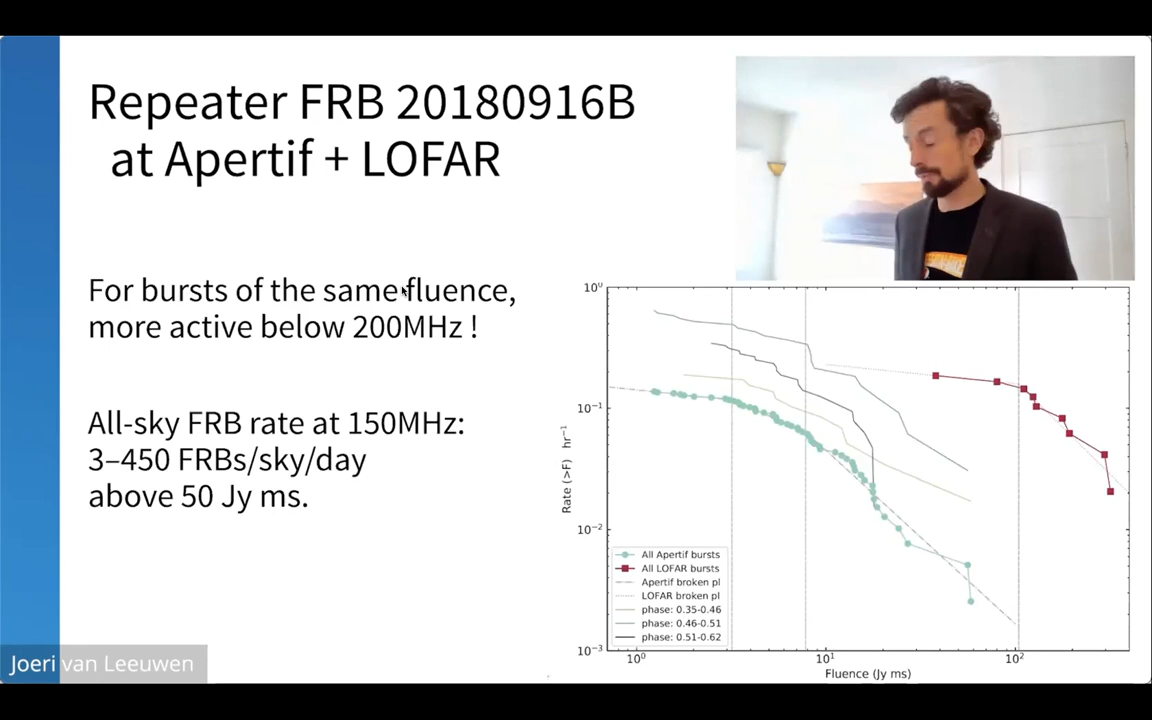 Repeater FRB 20180916B
at Apertif + LOFAR
For bursts of the same fluence,
more active below 200MHz !
All-sky FRB rate at 150MHz:
3–450 FRBs/sky/day
above 50 Jy ms.
10⁰
10⁻¹
10⁻²
10⁻³
Rate (>F) hr⁻¹
All Apertif bursts
All LOFAR bursts
Apertif broken pl
LOFAR broken pl
phase: 0.35-0.46
phase: 0.46-0.51
phase: 0.51-0.62
10⁰ 10¹ 10²
Fluence (Jy ms)
Joeri van Leeuwen